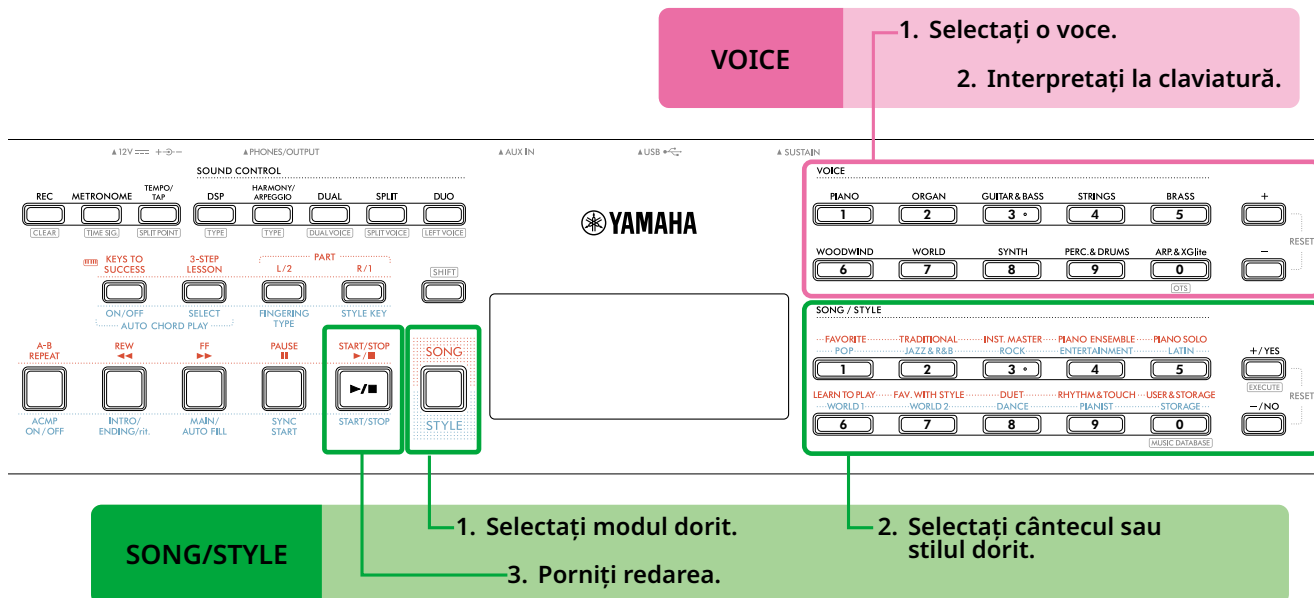 VOICE
1. Selectați o voce.
2. Interpretați la claviatură.
12V PHONES/OUTPUT AUX IN USB SUSTAIN
SOUND CONTROL
REC METRONOME TEMPO/TAP DSP HARMONY/ARPEGGIO DUAL SPLIT DUO
CLEAR TIME SIG. SPLIT POINT TYPE TYPE DUAL VOICE SPLIT VOICE LEFT VOICE
KEYS TO SUCCESS 3-STEP LESSON PART L/2 R/1 SHIFT
ON/OFF SELECT FINGERING TYPE STYLE KEY
AUTO CHORD PLAY
A-B REPEAT REW ◀◀ FF ▶▶ PAUSE START/STOP ▶/■ SONG
▶/■
ACMP ON/OFF INTRO/ENDING/rit. MAIN/AUTO FILL SYNC START START/STOP STYLE
YAMAHA
VOICE
PIANO ORGAN GUITAR & BASS STRINGS BRASS +
1 2 3 4 5
RESET
WOODWIND WORLD SYNTH PERC. & DRUMS ARP. & XGlite −
6 7 8 9 0
OTS
SONG / STYLE
FAVORITE TRADITIONAL INST. MASTER PIANO ENSEMBLE PIANO SOLO
POP JAZZ & R&B ROCK ENTERTAINMENT LATIN +/YES
1 2 3 4 5
EXECUTE
RESET
LEARN TO PLAY FAV. WITH STYLE DUET RHYTHM & TOUCH USER & STORAGE
WORLD 1 WORLD 2 DANCE PIANIST STORAGE −/NO
6 7 8 9 0
MUSIC DATABASE
SONG/STYLE
1. Selectați modul dorit.
2. Selectați cântecul sau
stilul dorit.
3. Porniți redarea.